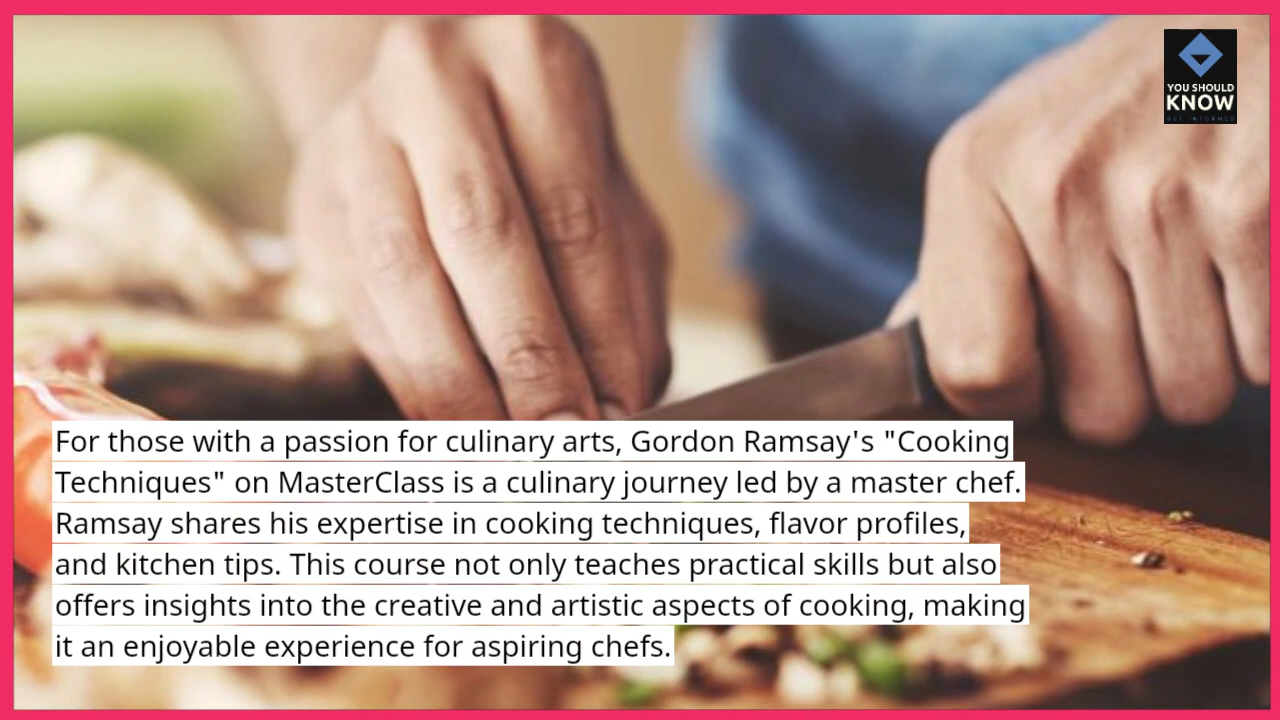 YOU SHOULD
KNOW
GET INFORMED
For those with a passion for culinary arts, Gordon Ramsay's "Cooking
Techniques" on MasterClass is a culinary journey led by a master chef.
Ramsay shares his expertise in cooking techniques, flavor profiles,
and kitchen tips. This course not only teaches practical skills but also
offers insights into the creative and artistic aspects of cooking, making
it an enjoyable experience for aspiring chefs.